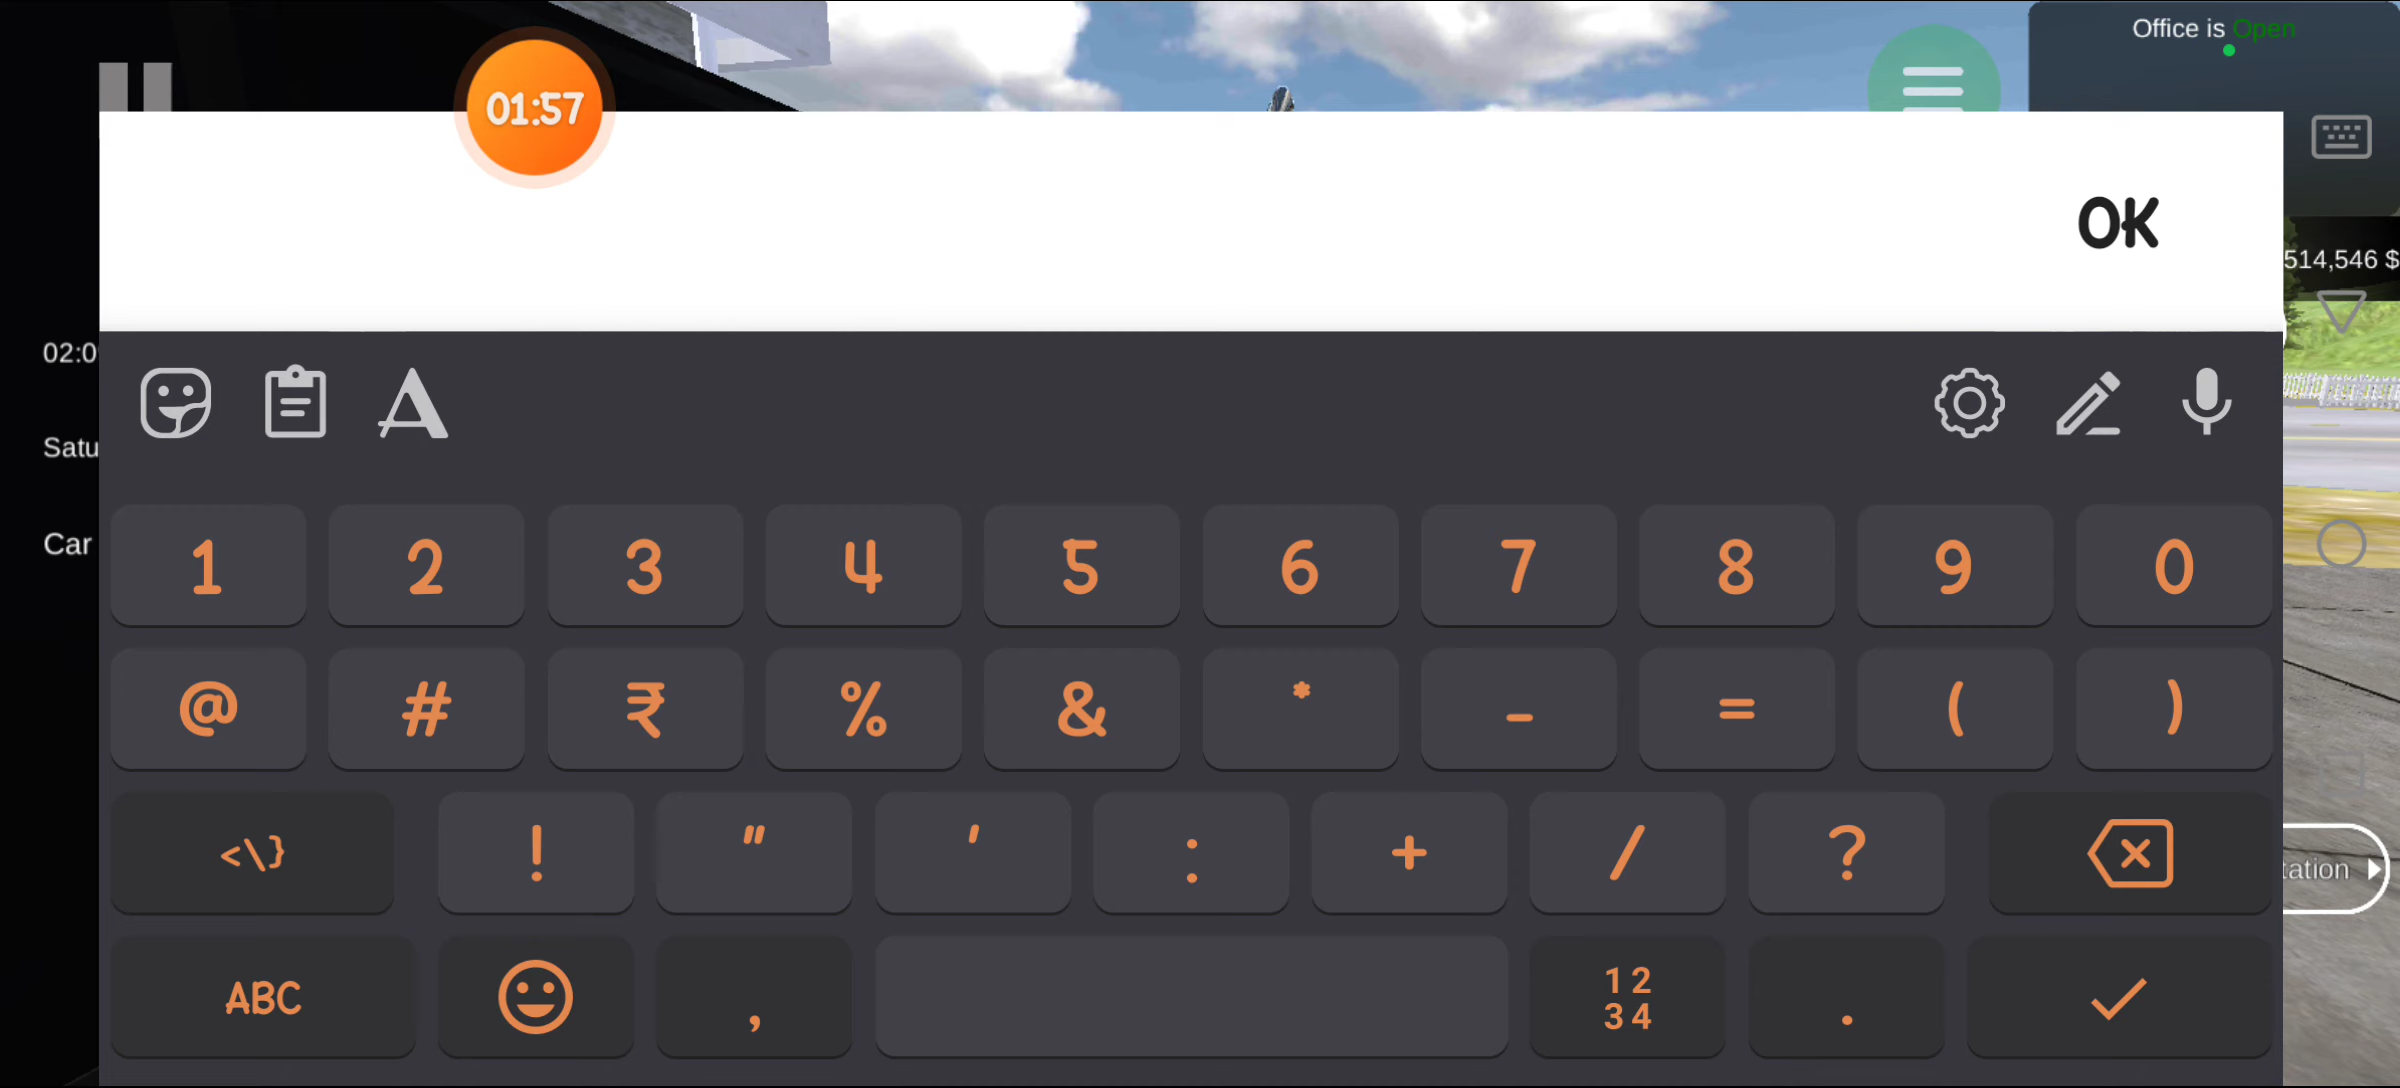 Office is Open
01:57
OK
514,546 $
02:0
Satu
Car
1 2 3 4 5 6 7 8 9 0
@ # ₹ % & * - = ( )
<\} ! " ' : + / ?
tation
ABC , 12 34 .